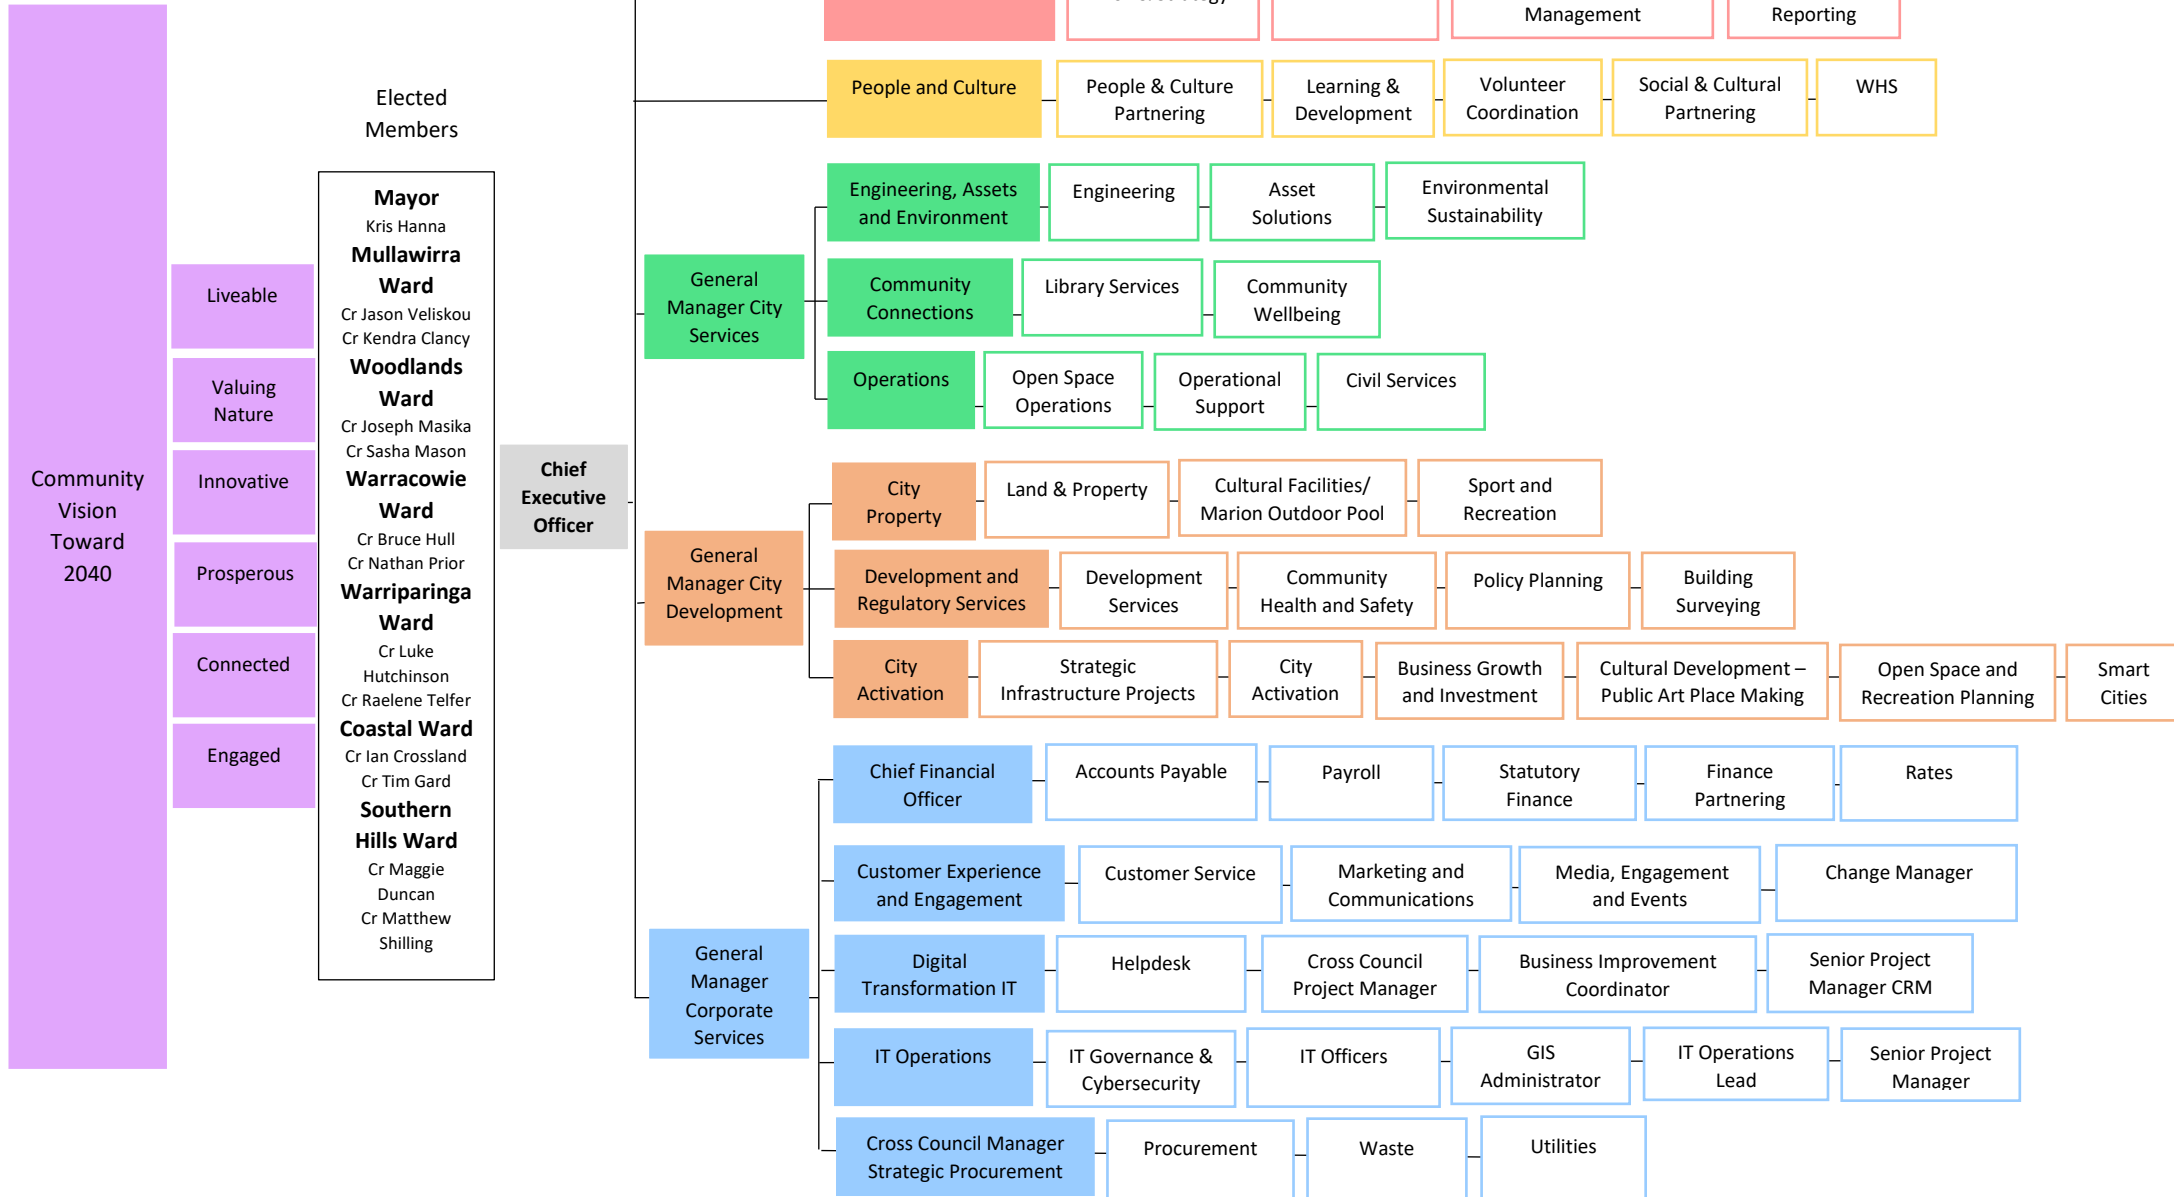 Management
Reporting
People and Culture
People & Culture
Partnering
Learning &
Development
Volunteer
Coordination
Social & Cultural
Partnering
WHS
Elected
Members
Mayor
Kris Hanna
Mullawirra
Ward
Cr Jason Veliskou
Cr Kendra Clancy
Woodlands
Ward
Cr Joseph Masika
Cr Sasha Mason
Warracowie
Ward
Cr Bruce Hull
Cr Nathan Prior
Warriparinga
Ward
Cr Luke
Hutchinson
Cr Raelene Telfer
Coastal Ward
Cr Ian Crossland
Cr Tim Gard
Southern
Hills Ward
Cr Maggie
Duncan
Cr Matthew
Shilling
Community
Vision
Toward
2040
Liveable
Valuing
Nature
Innovative
Prosperous
Connected
Engaged
Chief
Executive
Officer
General
Manager City
Services
Engineering, Assets
and Environment
Engineering
Asset
Solutions
Environmental
Sustainability
Community
Connections
Library Services
Community
Wellbeing
Operations
Open Space
Operations
Operational
Support
Civil Services
General
Manager City
Development
City
Property
Land & Property
Cultural Facilities/
Marion Outdoor Pool
Sport and
Recreation
Development and
Regulatory Services
Development
Services
Community
Health and Safety
Policy Planning
Building
Surveying
City
Activation
Strategic
Infrastructure Projects
City
Activation
Business Growth
and Investment
Cultural Development –
Public Art Place Making
Open Space and
Recreation Planning
Smart
Cities
General
Manager
Corporate
Services
Chief Financial
Officer
Accounts Payable
Payroll
Statutory
Finance
Finance
Partnering
Rates
Customer Experience
and Engagement
Customer Service
Marketing and
Communications
Media, Engagement
and Events
Change Manager
Digital
Transformation IT
Helpdesk
Cross Council
Project Manager
Business Improvement
Coordinator
Senior Project
Manager CRM
IT Operations
IT Governance &
Cybersecurity
IT Officers
GIS
Administrator
IT Operations
Lead
Senior Project
Manager
Cross Council Manager
Strategic Procurement
Procurement
Waste
Utilities